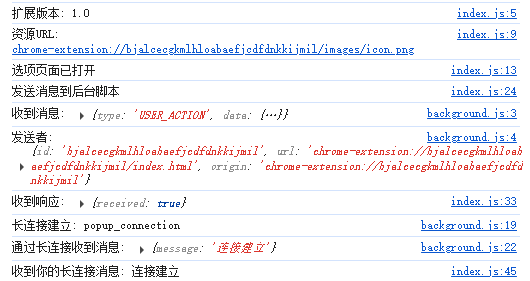 扩展版本: 1.0 index.js:5
资源URL: index.js:9
chrome-extension://bjalcecgkmlhloabaefjcdfdnkkijmil/images/icon.png
选项页面已打开 index.js:13
发送消息到后台脚本 index.js:24
收到消息: ▶ {type: 'USER_ACTION', data: {…}} background.js:3
发送者: background.js:4
{id: 'bjalcecgkmlhloabaefjcdfdnkkijmil', url: 'chrome-extension://bjalcecgkmlhloab
▶ aefjcdfdnkkijmil/index.html', origin: 'chrome-extension://bjalcecgkmlhloabaefjcdfd
nkkijmil'}
收到响应: ▶ {received: true} index.js:33
长连接建立: popup_connection background.js:19
通过长连接收到消息: ▶ {message: '连接建立'} background.js:22
收到你的长连接消息: 连接建立 index.js:45